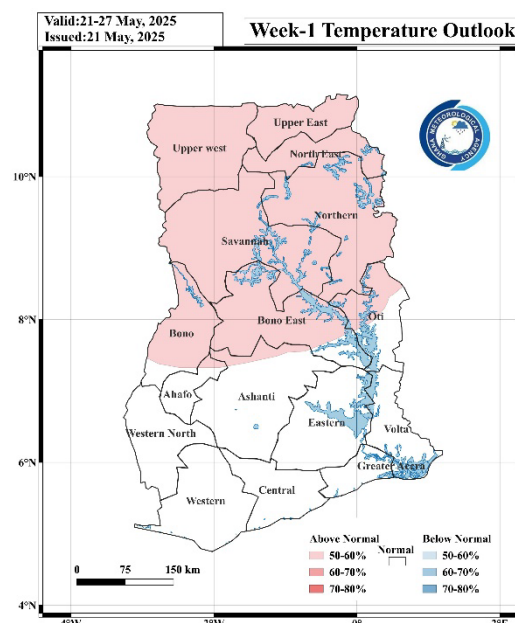 Valid:21-27 May, 2025
Issued:21 May, 2025
Week-1 Temperature Outlook
Upper East
Upper west
North East
GHANA METEOROLOGICAL AGENCY
10°N
Northern
Savannah
Oti
8°N
Bono
Bono East
Ahafo
Ashanti
Eastern
Volta
Western North
Greater Accra
6°N
Central
Western
Above Normal
Normal
Below Normal
50-60%
50-60%
60-70%
60-70%
70-80%
70-80%
0 75 150 km
4°N